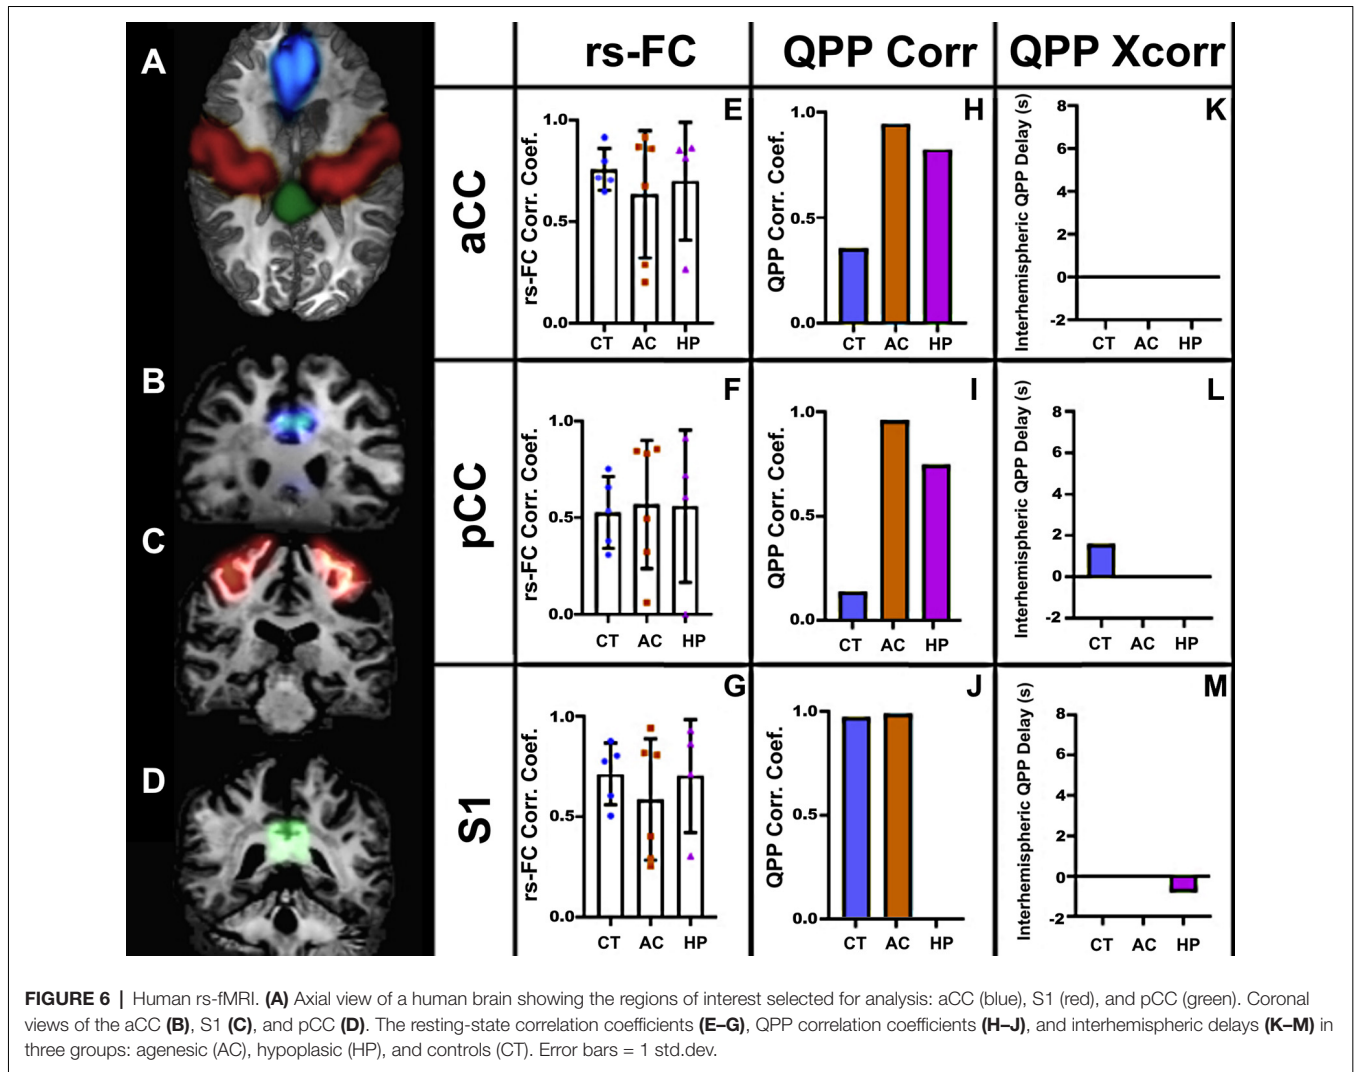 rs-FC QPP Corr QPP Xcorr
A
B
C
D
aCC
E
rs-FC Corr. Coef.
1.0
0.5
0.0
CT AC HP
H
QPP Corr. Coef.
1.0
0.5
0.0
CT AC HP
K
Interhemispheric QPP Delay (s)
8
6
4
2
0
-2
CT AC HP
pCC
F
rs-FC Corr. Coef.
1.0
0.5
0.0
CT AC HP
I
QPP Corr. Coef.
1.0
0.5
0.0
CT AC HP
L
Interhemispheric QPP Delay (s)
8
6
4
2
0
-2
CT AC HP
S1
G
rs-FC Corr. Coef.
1.0
0.5
0.0
CT AC HP
J
QPP Corr. Coef.
1.0
0.5
0.0
CT AC HP
M
Interhemispheric QPP Delay (s)
8
6
4
2
0
-2
CT AC HP
FIGURE 6 | Human rs-fMRI. (A) Axial view of a human brain showing the regions of interest selected for analysis: aCC (blue), S1 (red), and pCC (green). Coronal
views of the aCC (B), S1 (C), and pCC (D). The resting-state correlation coefficients (E–G), QPP correlation coefficients (H–J), and interhemispheric delays (K–M) in
three groups: agenesic (AC), hypoplasic (HP), and controls (CT). Error bars = 1 std.dev.